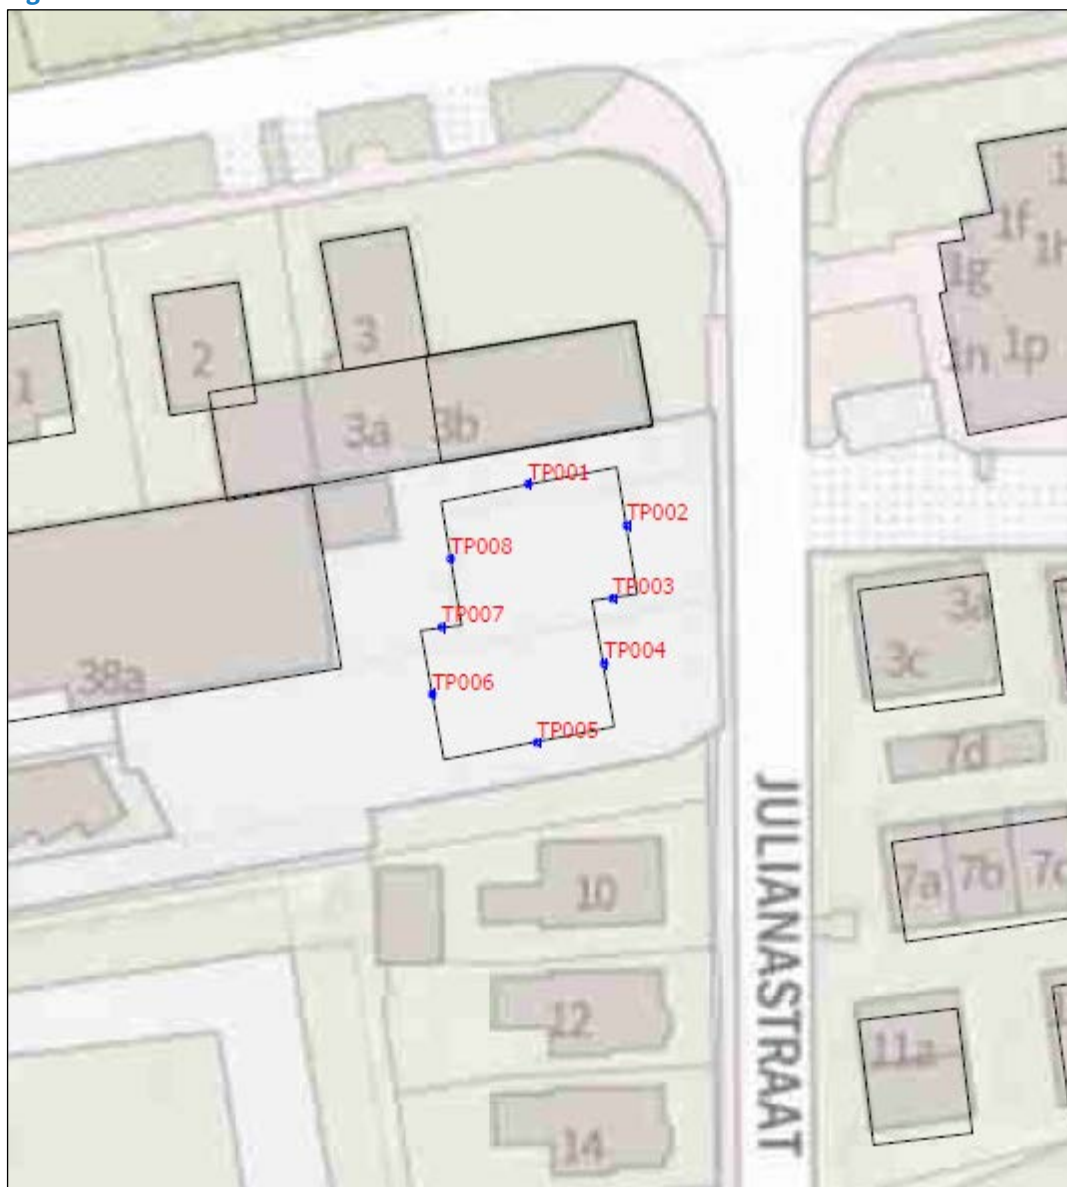 1f
1h
1g
3
2
1n 1p
1
3a 3b
TP001
TP002
TP008
TP003
3a
TP007
3c
TP004
38a
TP006
TP005
7d
JULIANASTRAAT
10
7a 7b 7c
12
11a
14